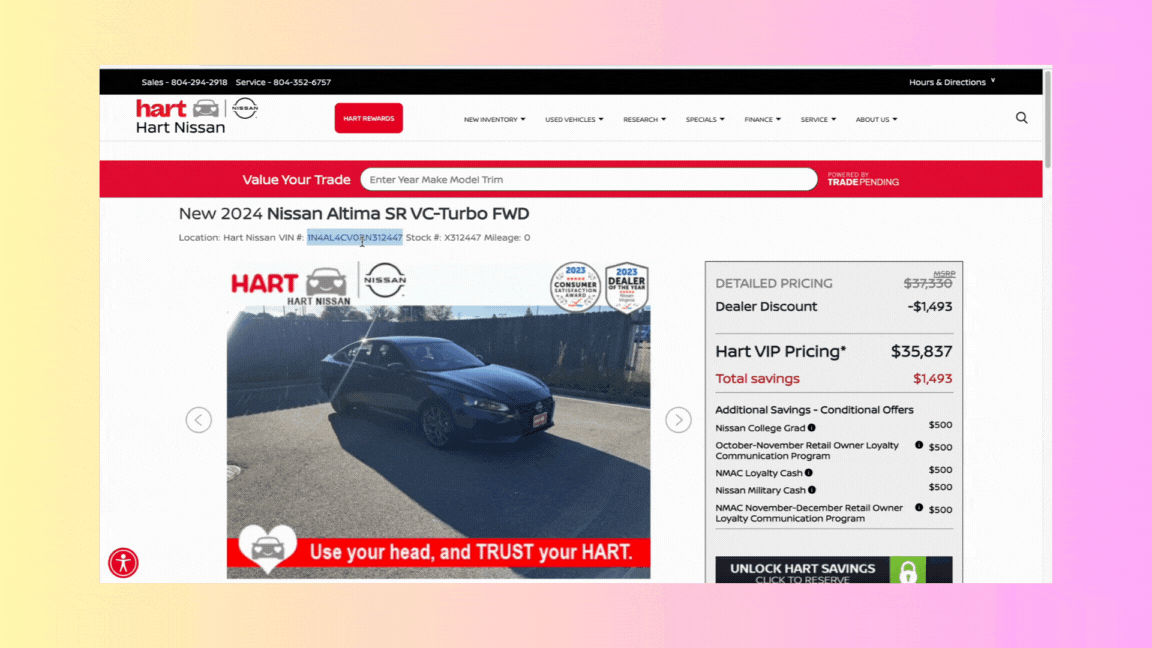 Sales - 804-294-2918 Service - 804-352-6757
Hours & Directions
hart NISSAN
Hart Nissan
HART REWARDS
NEW INVENTORY USED VEHICLES RESEARCH SPECIALS FINANCE SERVICE ABOUT US
Value Your Trade
Enter Year Make Model Trim
POWERED BY
TRADEPENDING
New 2024 Nissan Altima SR VC-Turbo FWD
Location: Hart Nissan VIN #: 1N4AL4CV0RN312447 Stock #: X312447 Mileage: 0
HART NISSAN
HART NISSAN
2023
CONSUMER
SATISFACTION
AWARD
2023
DEALER
OF THE YEAR
Nissan
Virginia
Use your head, and TRUST your HART.
MSRP
DETAILED PRICING $37,330
Dealer Discount -$1,493
Hart VIP Pricing* $35,837
Total savings $1,493
Additional Savings - Conditional Offers
Nissan College Grad $500
October-November Retail Owner Loyalty
Communication Program $500
NMAC Loyalty Cash $500
Nissan Military Cash $500
NMAC November-December Retail Owner
Loyalty Communication Program $500
UNLOCK HART SAVINGS
CLICK TO RESERVE